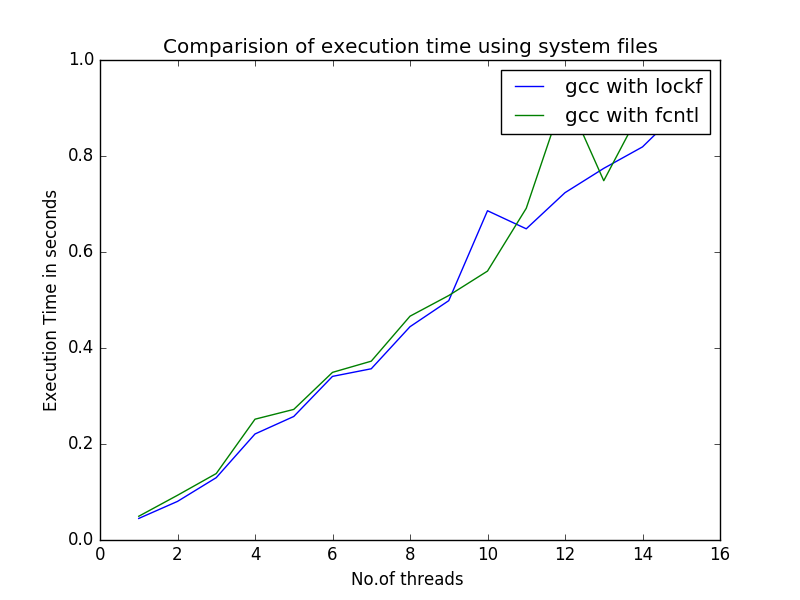 Comparision of execution time using system files
1.0
0.8
0.6
0.4
0.2
0.0
Execution Time in seconds
gcc with lockf
gcc with fcntl
0 2 4 6 8 10 12 14 16
No.of threads